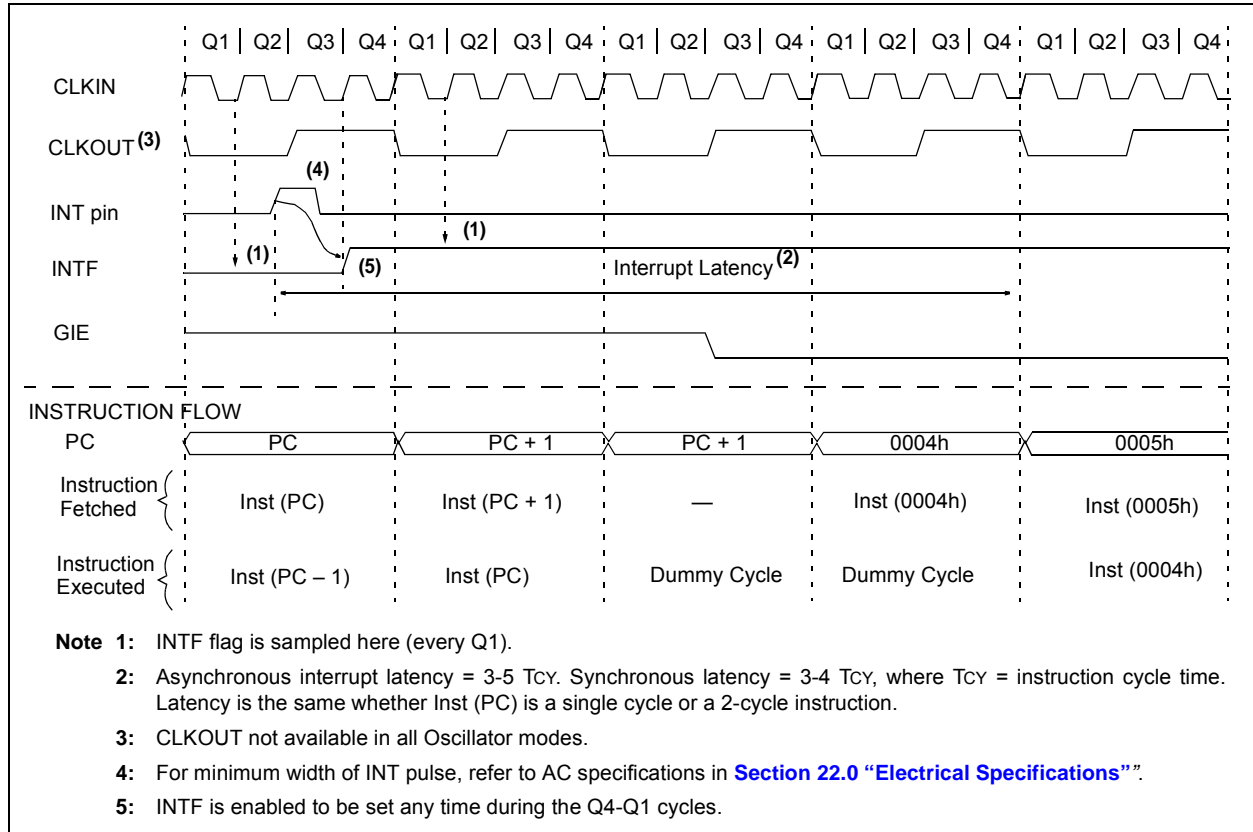 Q1 | Q2 | Q3 | Q4 Q1 | Q2 | Q3 | Q4 Q1 | Q2 | Q3 | Q4 Q1 | Q2 | Q3 | Q4 Q1 | Q2 | Q3 | Q4
CLKIN
CLKOUT (3)
(4)
INT pin
(1)
(1)
INTF
(5)
Interrupt Latency (2)
GIE
INSTRUCTION FLOW
PC PC PC + 1 PC + 1 0004h 0005h
Instruction
Fetched
Inst (PC) Inst (PC + 1) — Inst (0004h) Inst (0005h)
Instruction
Executed
Inst (PC – 1) Inst (PC) Dummy Cycle Dummy Cycle Inst (0004h)
Note 1: INTF flag is sampled here (every Q1).
2: Asynchronous interrupt latency = 3-5 TCY. Synchronous latency = 3-4 TCY, where TCY = instruction cycle time.
Latency is the same whether Inst (PC) is a single cycle or a 2-cycle instruction.
3: CLKOUT not available in all Oscillator modes.
4: For minimum width of INT pulse, refer to AC specifications in Section 22.0 “Electrical Specifications””.
5: INTF is enabled to be set any time during the Q4-Q1 cycles.